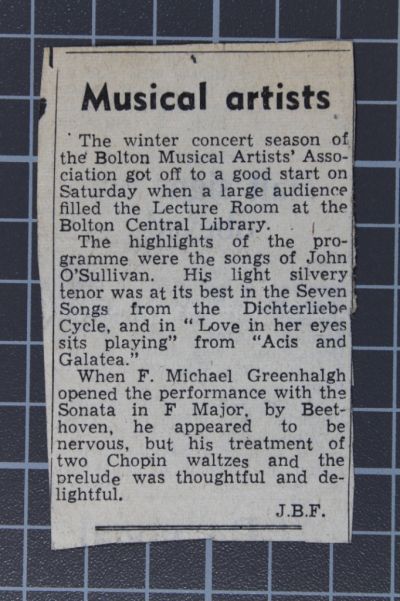 Musical artists
The winter concert season of
the Bolton Musical Artists' Asso-
ciation got off to a good start on
Saturday when a large audience
filled the Lecture Room at the
Bolton Central Library.
The highlights of the pro-
gramme were the songs of John
O'Sullivan. His light silvery
tenor was at its best in the Seven
Songs from the Dichterliebe
Cycle, and in "Love in her eyes
sits playing" from "Acis and
Galatea."
When F. Michael Greenhalgh
opened the performance with the
Sonata in F Major, by Beet-
hoven, he appeared to be
nervous, but his treatment of
two Chopin waltzes and the
prelude was thoughtful and de-
lightful.
J.B.F.